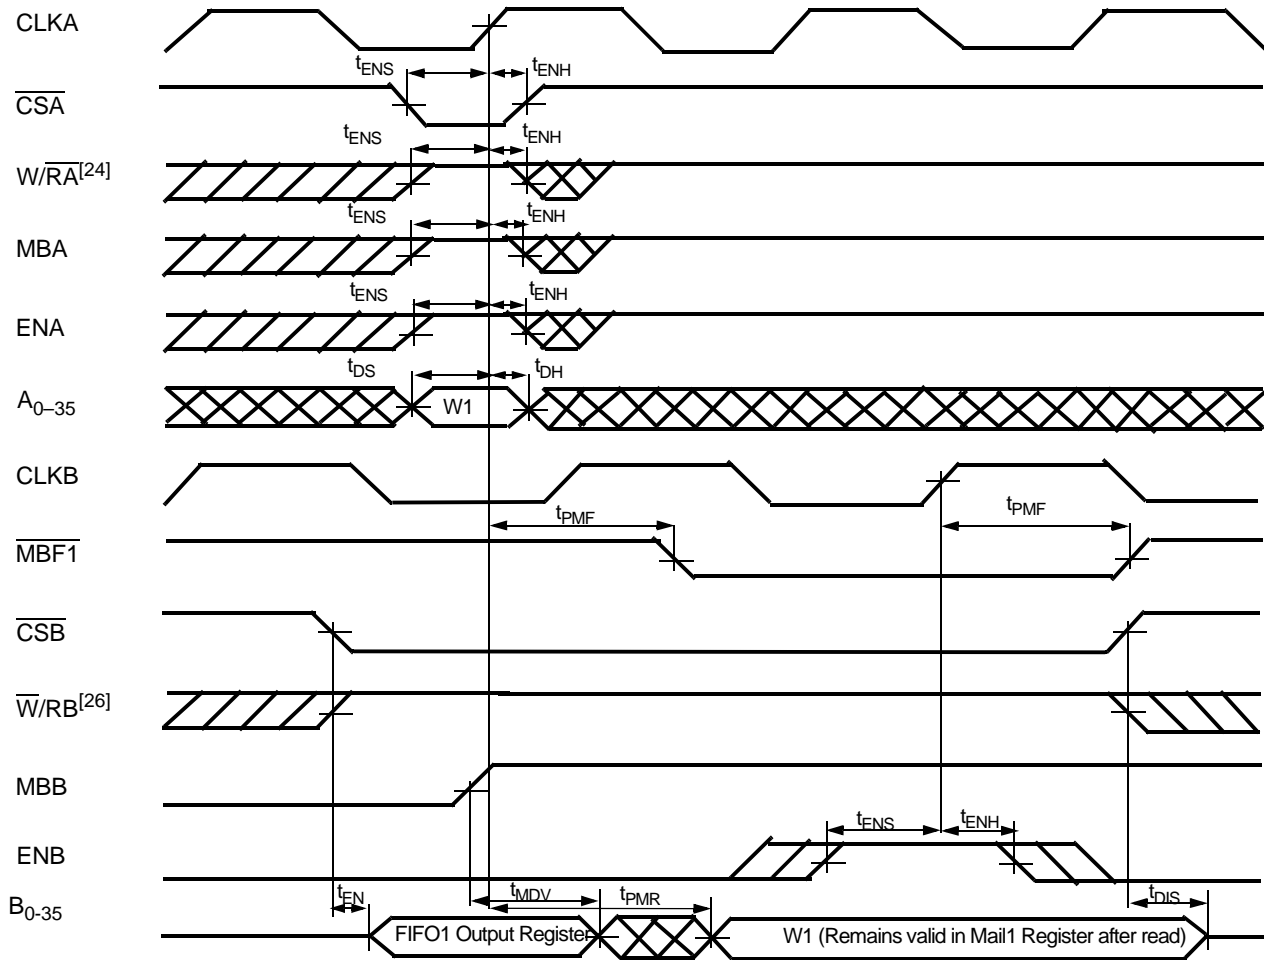 CLKA
tENS tENH
CSA
tENS tENH
W/RA[24]
tENS tENH
MBA
tENS tENH
ENA
tDS tDH
A0–35 W1
CLKB
tPMF tPMF
MBF1
CSB
W/RB[26]
MBB
tENS tENH
ENB
tEN tMDV tPMR tDIS
B0-35
FIFO1 Output Register W1 (Remains valid in Mail1 Register after read)